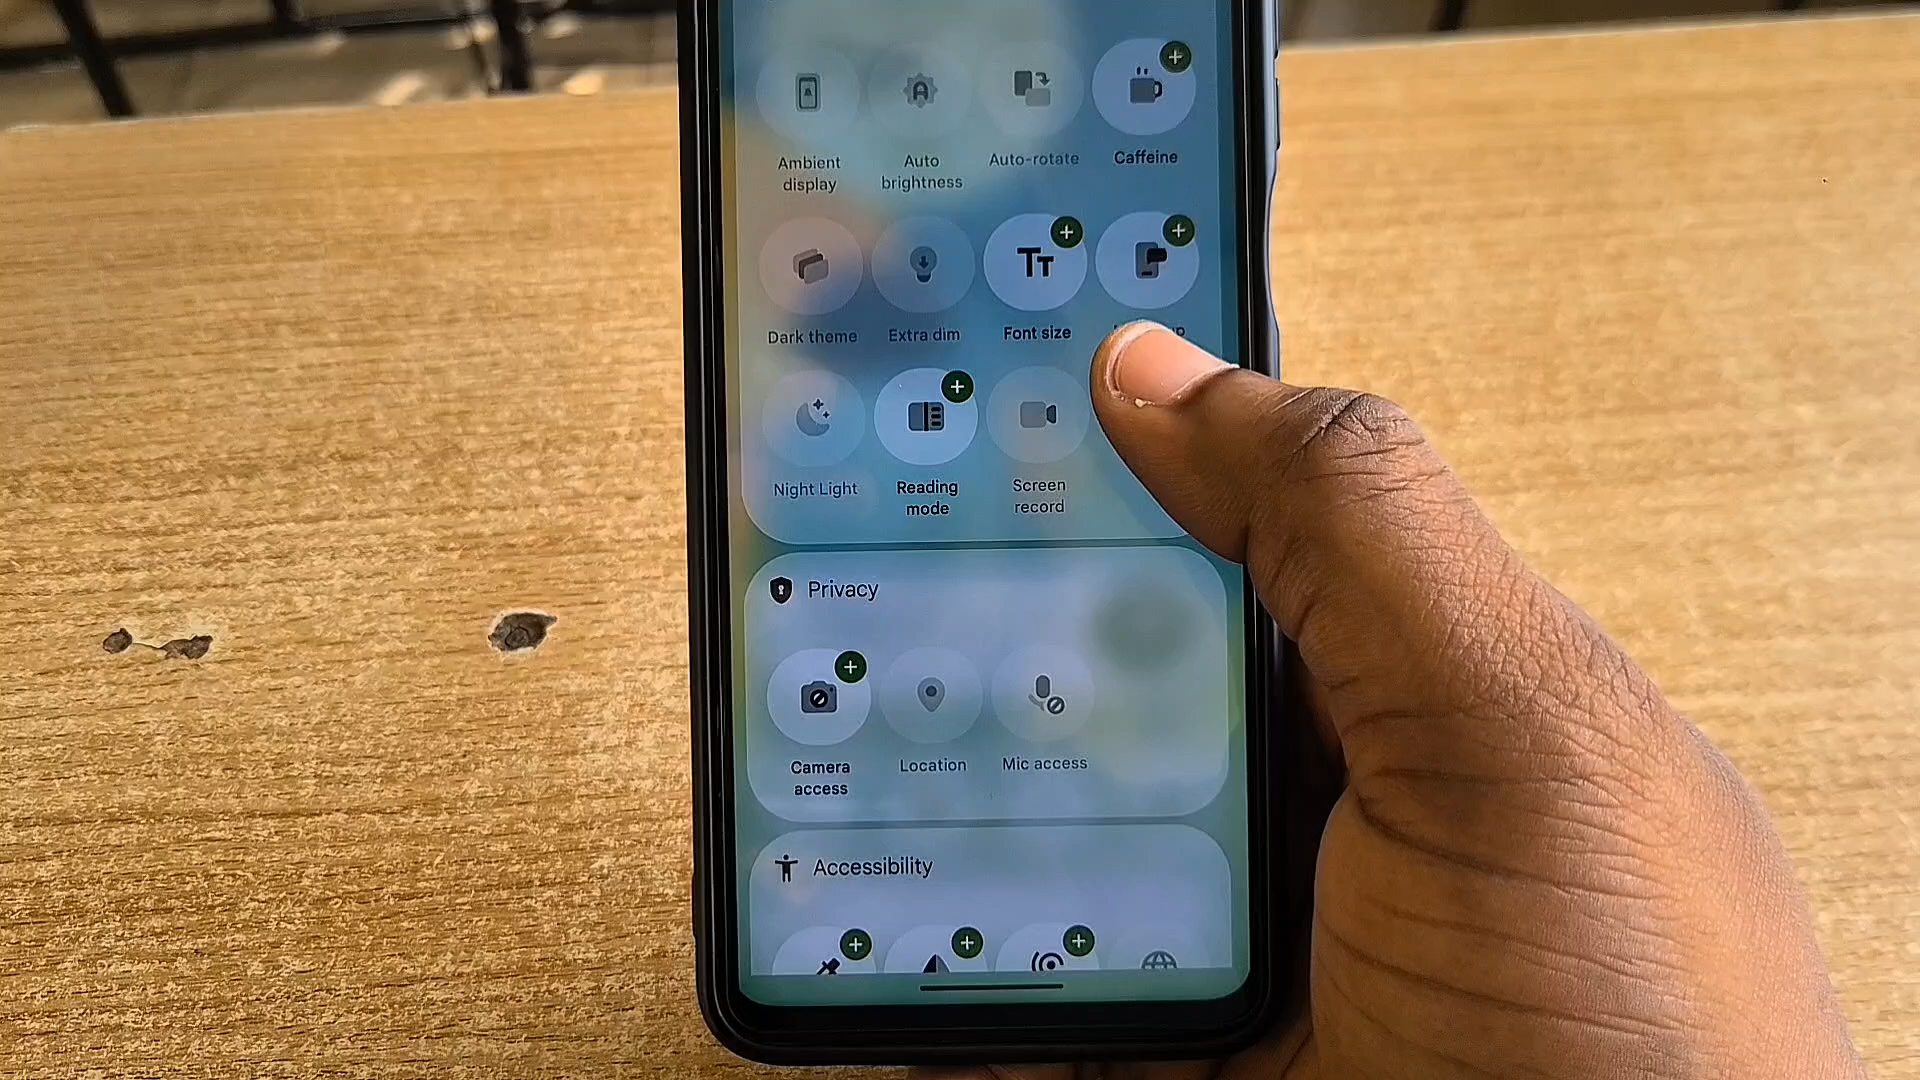 Ambient
display
Auto
brightness
Auto-rotate
Caffeine
Dark theme
Extra dim
Font size
Night Light
Reading
mode
Screen
record
Privacy
Camera
access
Location
Mic access
Accessibility